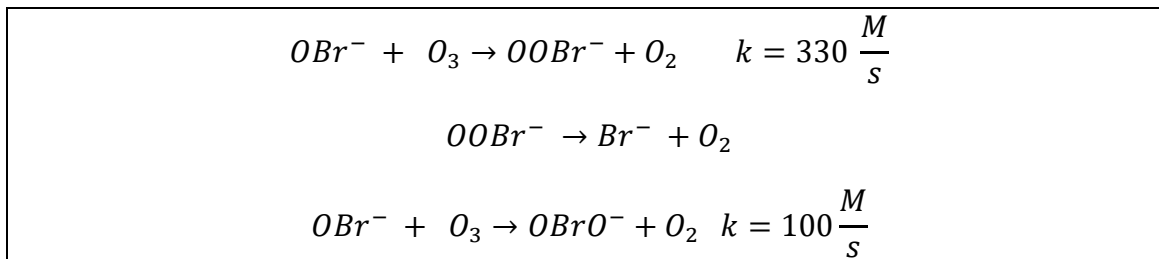 OBr⁻ + O₃ → OOBr⁻ + O₂ k = 330 M/s
OOBr⁻ → Br⁻ + O₂
OBr⁻ + O₃ → OBrO⁻ + O₂ k = 100 M/s